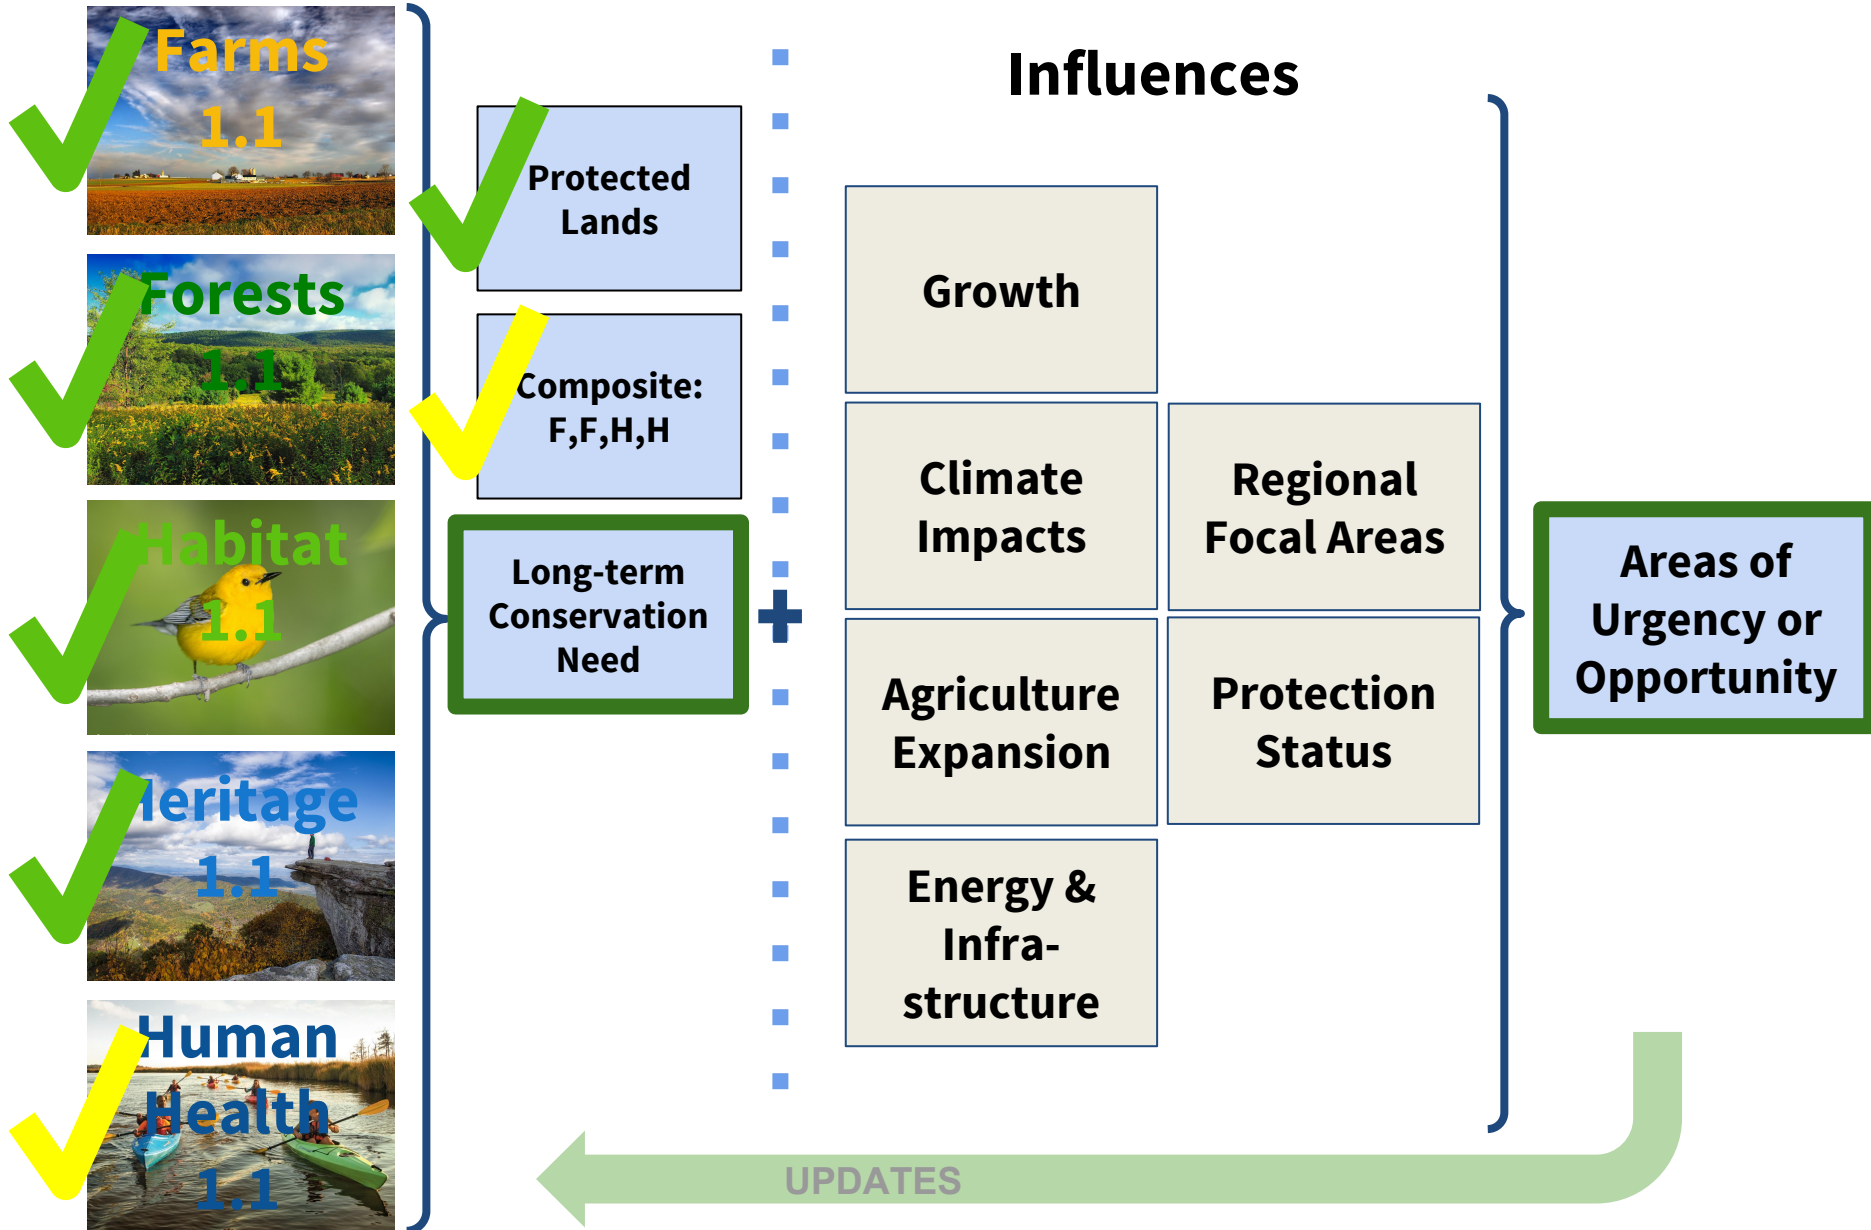 Farms
1.1
Forests
1.1
Habitat
1.1
Heritage
1.1
Human
Health
1.1
Protected
Lands
Composite:
F,F,H,H
Long-term
Conservation
Need
Influences
Growth
Climate
Impacts
Agriculture
Expansion
Energy &
Infra-
structure
Regional
Focal Areas
Protection
Status
Areas of
Urgency or
Opportunity
UPDATES